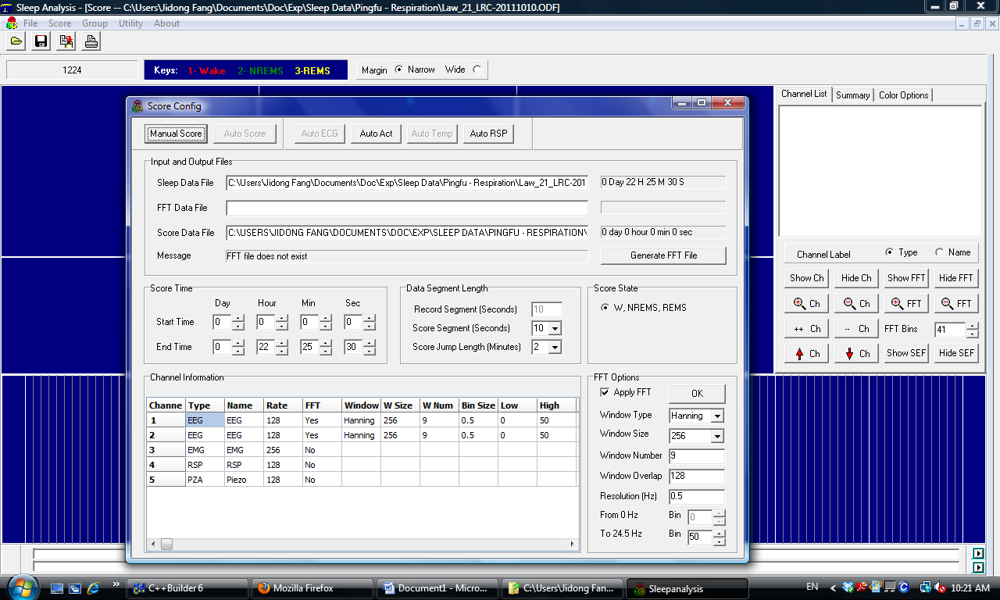 Sleep Analysis - [Score -- C:\Users\Jidong Fang\Documents\Doc\Exp\Sleep Data\Pingfu - Respiration\Law_21_LRC-20111010.ODF]
File Score Group Utility About
1224 Keys: 1- Wake 2- NREMS 3-REMS Margin Narrow Wide
Channel List Summary Color Options
Score Config
Manual Score Auto Score Auto ECG Auto Act Auto Temp Auto RSP
Input and Output Files
Sleep Data File C:\Users\Jidong Fang\Documents\Doc\Exp\Sleep Data\Pingfu - Respiration\Law_21_LRC-201 0 Day 22 H 25 M 30 S
FFT Data File
Score Data File C:\USERS\JIDONG FANG\DOCUMENTS\DOC\EXP\SLEEP DATA\PINGFU - RESPIRATION\ 0 day 0 hour 0 min 0 sec
Message FFT file does not exist Generate FFT File
Score Time
Day Hour Min Sec
Start Time 0 0 0 0
End Time 0 22 25 30
Data Segment Length
Record Segment (Seconds) 10
Score Segment (Seconds) 10
Score Jump Length (Minutes) 2
Score State
W, NREMS, REMS
Channel Information
Channe Type Name Rate FFT Window W Size W Num Bin Size Low High
1 EEG EEG 128 Yes Hanning 256 9 0.5 0 50
2 EEG EEG 128 Yes Hanning 256 9 0.5 0 50
3 EMG EMG 256 No
4 RSP RSP 128 No
5 PZA Piezo 128 No
FFT Options
Apply FFT OK
Window Type Hanning
Window Size 256
Window Number 9
Window Overlap 128
Resolution (Hz) 0.5
From 0 Hz Bin 0
To 24.5 Hz Bin 50
Channel Label Type Name
Show Ch Hide Ch Show FFT Hide FFT
Ch Ch FFT FFT
++ Ch -- Ch FFT Bins 41
Ch Ch Show SEF Hide SEF
C++Builder 6 Mozilla Firefox Document1 - Micro... C:\Users\Jidong Fan... Sleepanalysis EN 10:21 AM